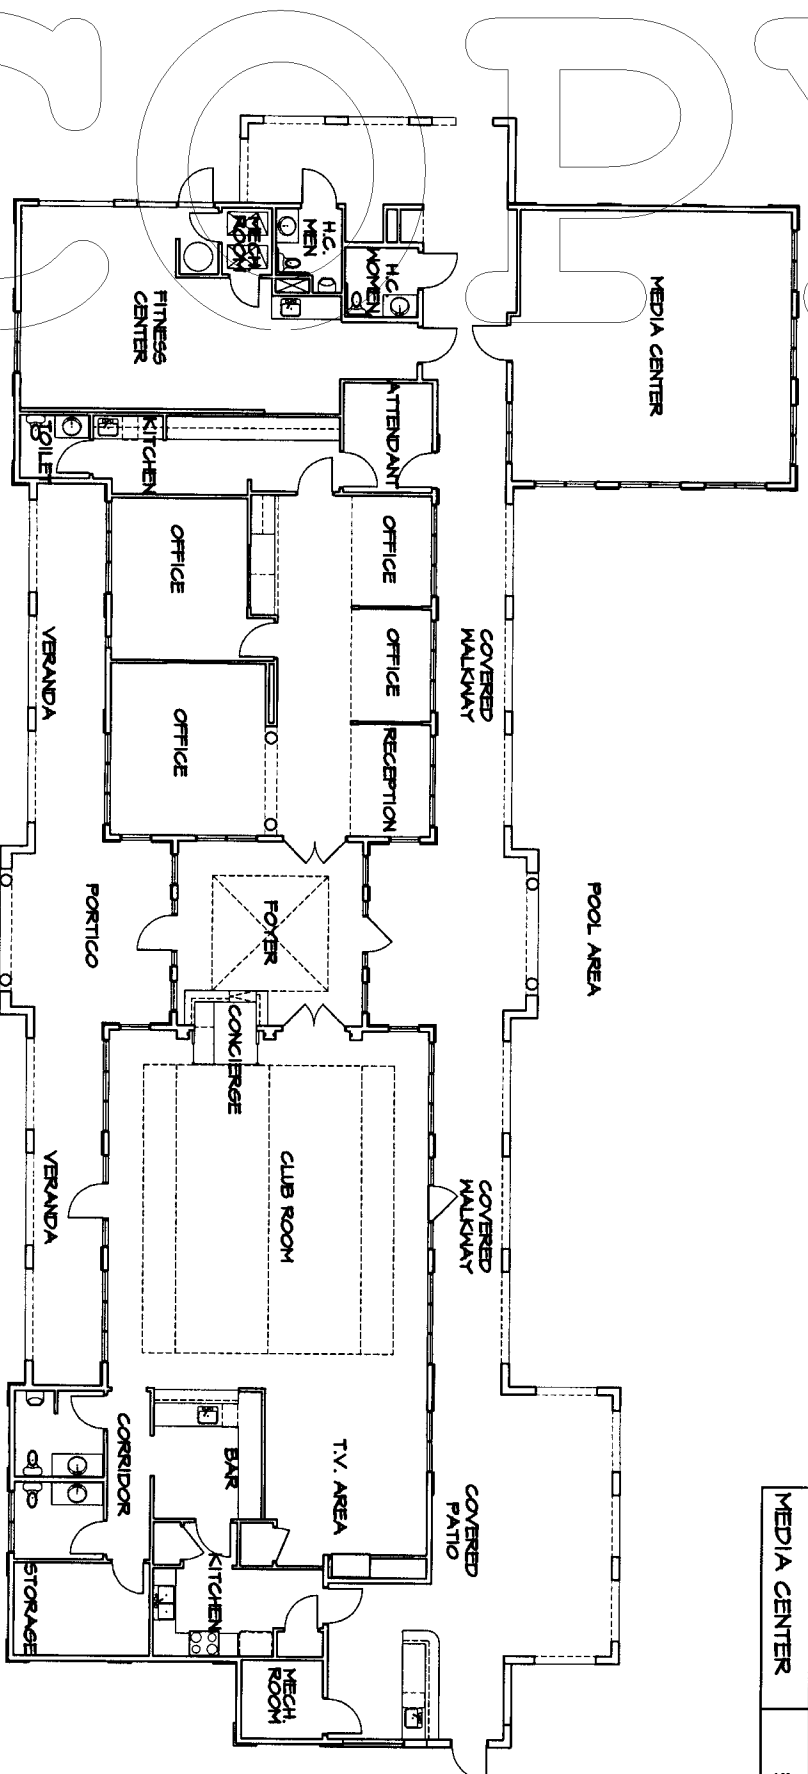 COPY
MEDIA CENTER
MECH
ROOM
H.C.
MEN
H.C.
WOMEN
FITNESS
CENTER
ATTENDANT
TOILET
KITCHEN
OFFICE
OFFICE
OFFICE
OFFICE
RECEPTION
VERANDA
COVERED
WALKWAY
PORTICO
FOYER
POOL AREA
CONCIERGE
CLUB ROOM
VERANDA
COVERED
WALKWAY
CORRIDOR
BAR
T.V. AREA
COVERED
PATIO
KITCHEN
STORAGE
MECH.
ROOM
MEDIA CENTER